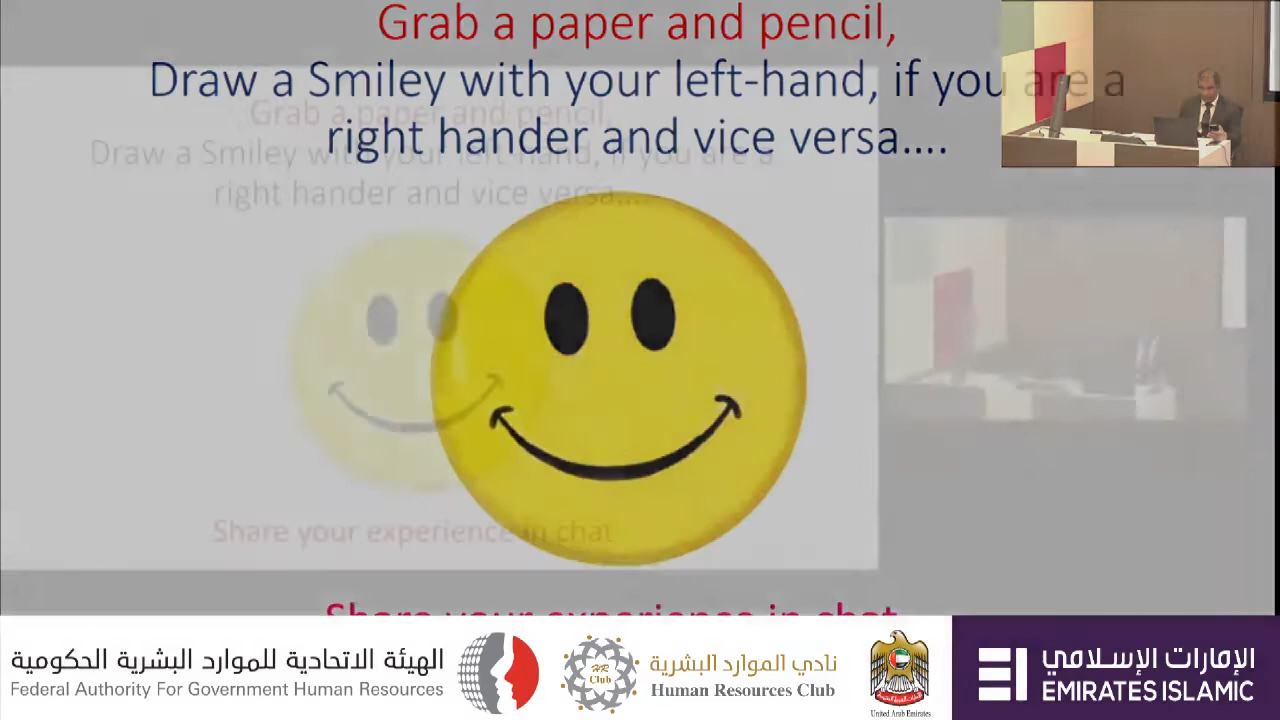 Grab a paper and pencil,
Draw a Smiley with your left-hand, if you are a
right hander and vice versa....
Grab a paper and pencil,
Draw a Smiley with your left-hand, if you are a
right hander and vice versa....
Share your experience in chat
Share your experience in chat
الهيئة الاتحادية للموارد البشرية الحكومية
Federal Authority For Government Human Resources
HR
Club
نادي الموارد البشرية
Human Resources Club
United Arab Emirates
الإمارات الإسلامي
EMIRATES ISLAMIC